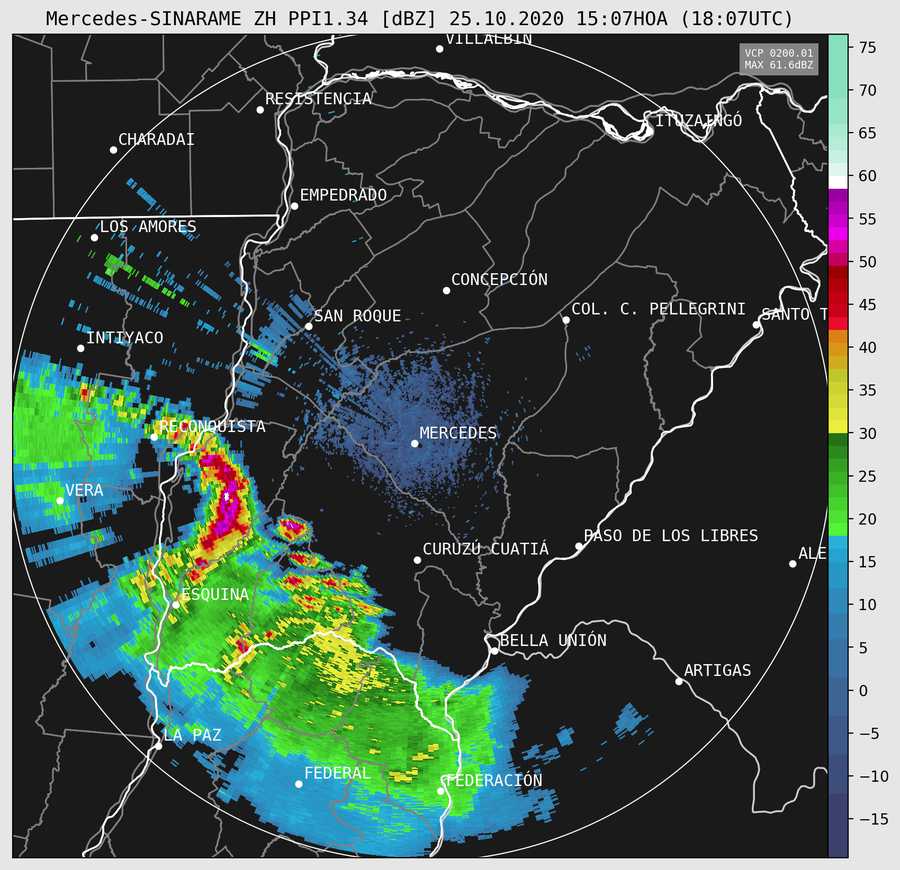 Mercedes-SINARAME ZH PPI1.34 [dBZ] 25.10.2020 15:07HOA (18:07UTC)
VILLALBIN
VCP 0200.01
MAX 61.6dBZ
RESISTENCIA
ITUZAINGÓ
CHARADAI
EMPEDRADO
LOS AMORES
CONCEPCIÓN
SAN ROQUE
COL. C. PELLEGRINI
SANTO T
INTIYACO
RECONQUISTA
MERCEDES
VERA
PASO DE LOS LIBRES
CURUZÚ CUATIÁ
ALE
ESQUINA
BELLA UNIÓN
ARTIGAS
LA PAZ
FEDERAL
FEDERACIÓN
75
70
65
60
55
50
45
40
35
30
25
20
15
10
5
0
−5
−10
−15